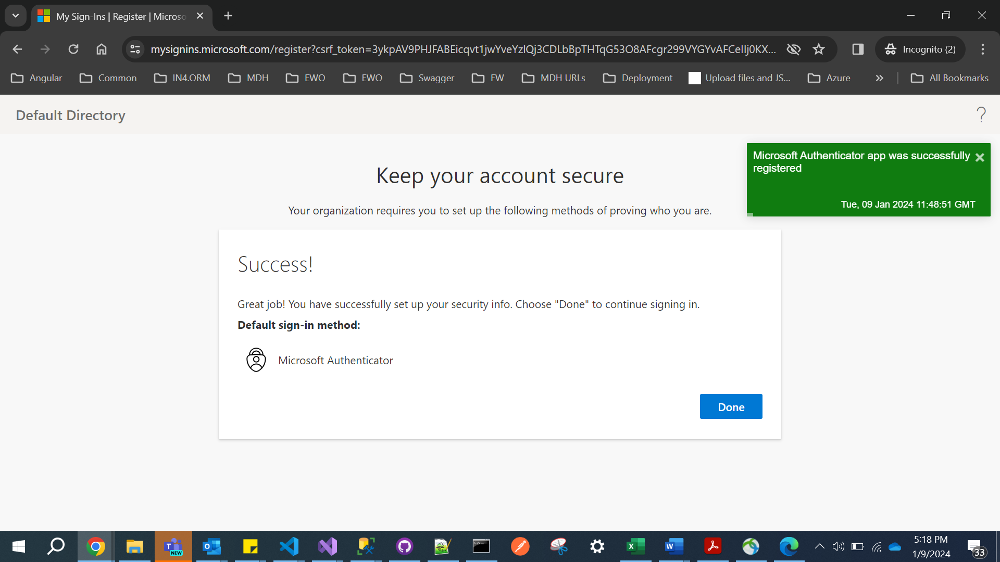 My Sign-Ins | Register | Microso
mysignins.microsoft.com/register?csrf_token=3ykpAV9PHJFABEicqvt1jwYveYzlQj3CDLbBpTHTqG53O8AFcgr299VYGYvAFCeIIj0KX...
Incognito (2)
Angular
Common
IN4.ORM
MDH
EWO
EWO
Swagger
FW
MDH URLs
Deployment
Upload files and JS...
Azure
All Bookmarks
Default Directory
Microsoft Authenticator app was successfully
registered
Tue, 09 Jan 2024 11:48:51 GMT
Keep your account secure
Your organization requires you to set up the following methods of proving who you are.
Success!
Great job! You have successfully set up your security info. Choose "Done" to continue signing in.
Default sign-in method:
Microsoft Authenticator
Done
NEW
5:18 PM
1/9/2024
33